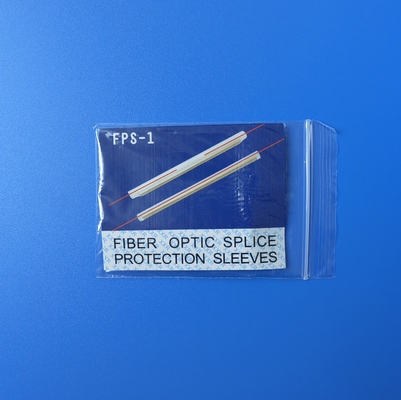 FPS-1
FIBER OPTIC SPLICE
PROTECTION SLEEVES